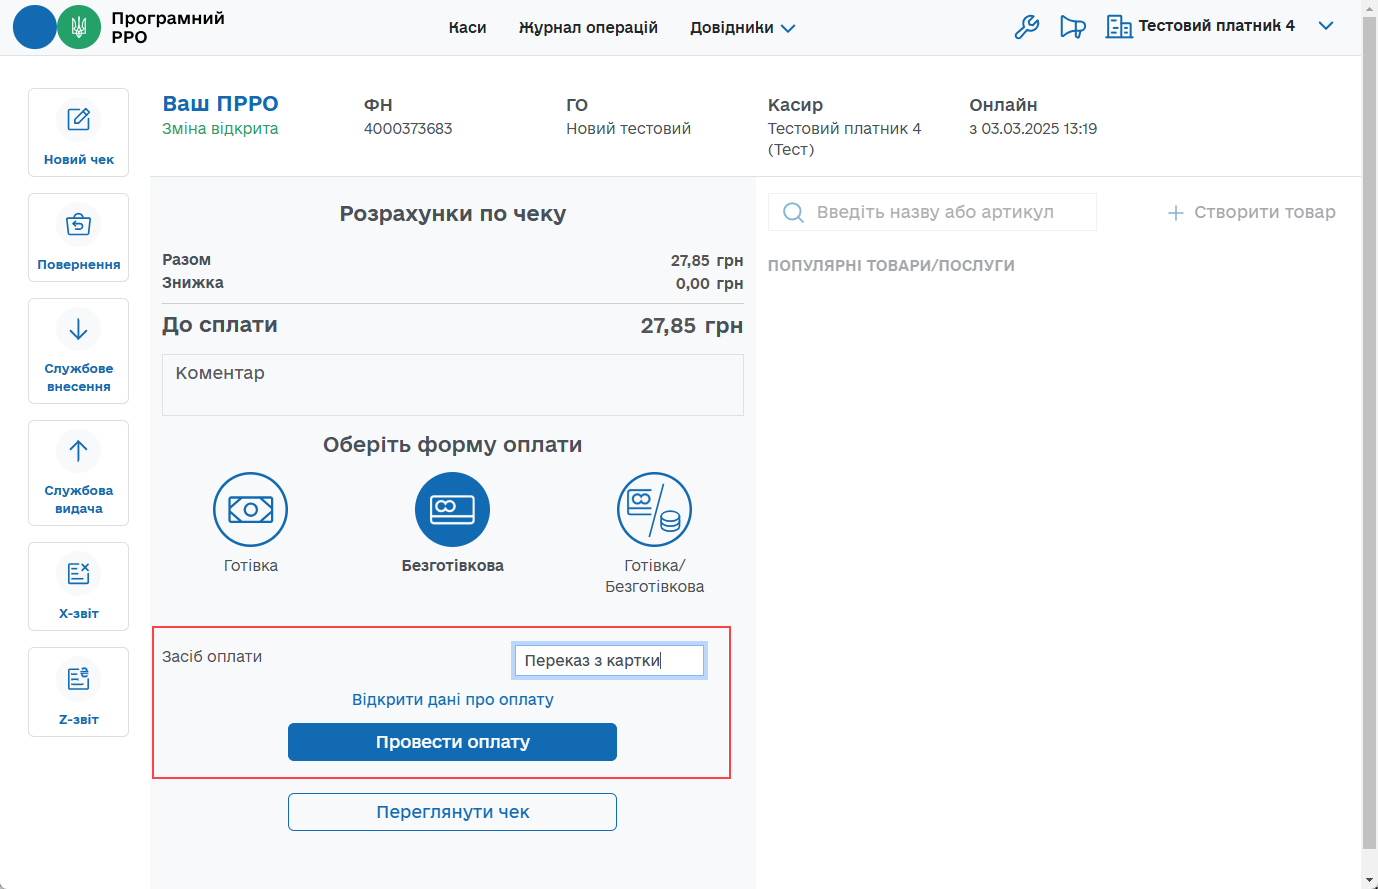 Програмний
РРО
Каси
Журнал операцій
Довідники
Тестовий платник 4
Новий чек
Повернення
Службове
внесення
Службова
видача
Х-звіт
Z-звіт
Ваш ПРРО
Зміна відкрита
ФН
4000373683
ГО
Новий тестовий
Касир
Тестовий платник 4
(Тест)
Онлайн
з 03.03.2025 13:19
Розрахунки по чеку
Разом 27,85 грн
Знижка 0,00 грн
До сплати 27,85 грн
Коментар
Оберіть форму оплати
Готівка
Безготівкова
Готівка/
Безготівкова
Засіб оплати
Переказ з картки
Відкрити дані про оплату
Провести оплату
Переглянути чек
Введіть назву або артикул
Створити товар
ПОПУЛЯРНІ ТОВАРИ/ПОСЛУГИ